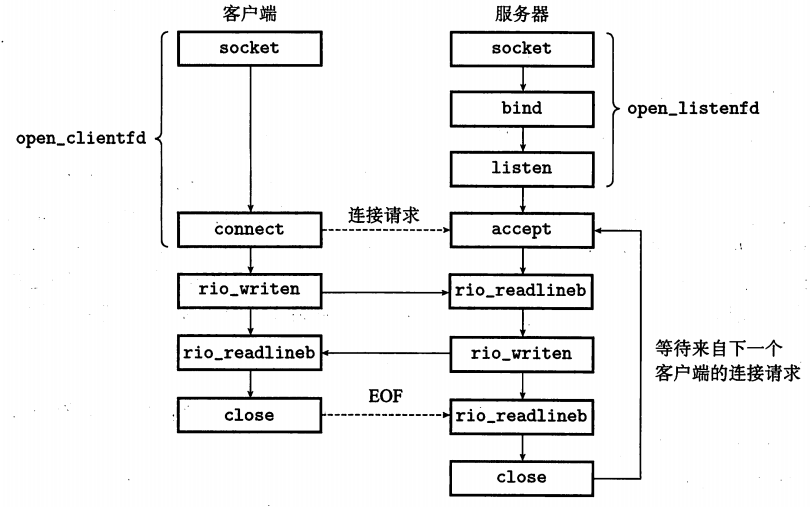 客户端
服务器
socket
socket
bind
open_clientfd
open_listenfd
listen
连接请求
connect
accept
rio_writen
rio_readlineb
rio_readlineb
rio_writen
等待来自下一个
客户端的连接请求
EOF
close
rio_readlineb
close